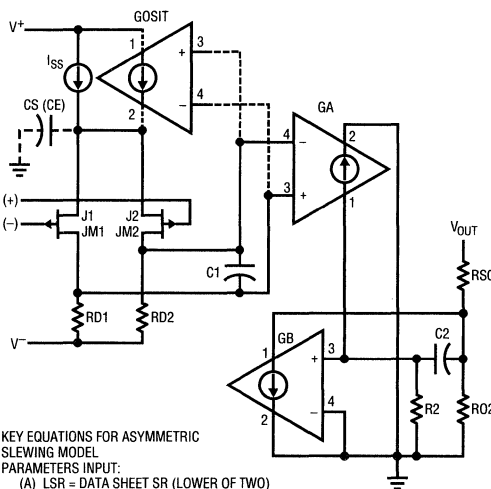 GOSIT
V+
ISS
1
3
+
4
−
2
CS (CE)
GA
4
−
2
3
+
1
(+)
(−)
J1
JM1
J2
JM2
C1
VOUT
RSO
RD1
RD2
V−
GB
1
3
+
C2
2
4
−
R2
RO2
KEY EQUATIONS FOR ASYMMETRIC
SLEWING MODEL
PARAMETERS INPUT:
(A) LSR = DATA SHEET SR (LOWER OF TWO)